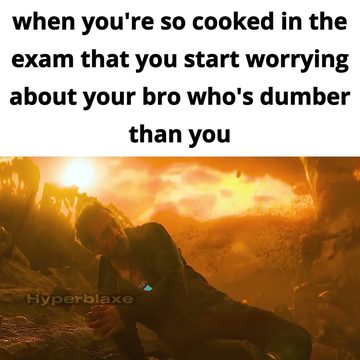 when you're so cooked in the
exam that you start worrying
about your bro who's dumber
than you
Hyperblaxe